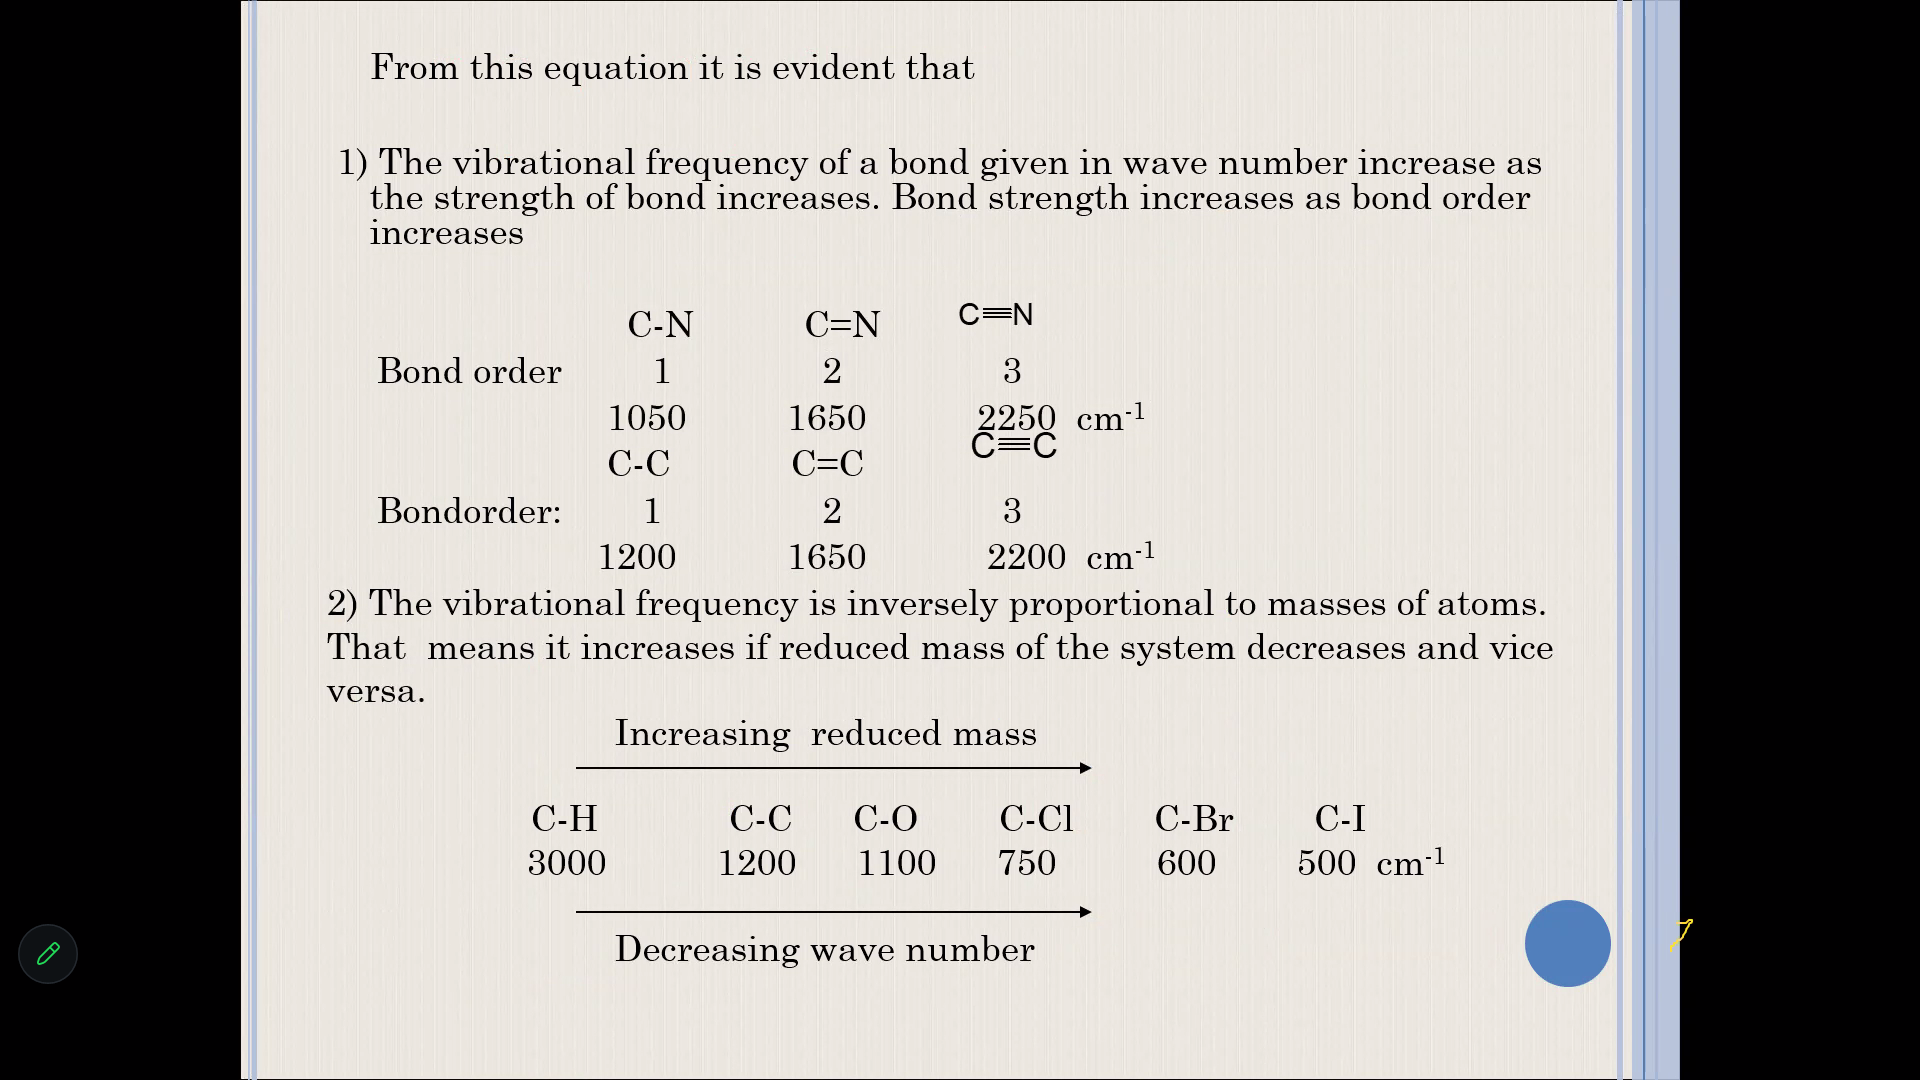 From this equation it is evident that
1) The vibrational frequency of a bond given in wave number increase as
the strength of bond increases. Bond strength increases as bond order
increases
C-N C=N C≡N
Bond order 1 2 3
1050 1650 2250 cm⁻¹
C-C C=C C≡C
Bondorder: 1 2 3
1200 1650 2200 cm⁻¹
2) The vibrational frequency is inversely proportional to masses of atoms.
That means it increases if reduced mass of the system decreases and vice
versa.
Increasing reduced mass
C-H C-C C-O C-Cl C-Br C-I
3000 1200 1100 750 600 500 cm⁻¹
Decreasing wave number